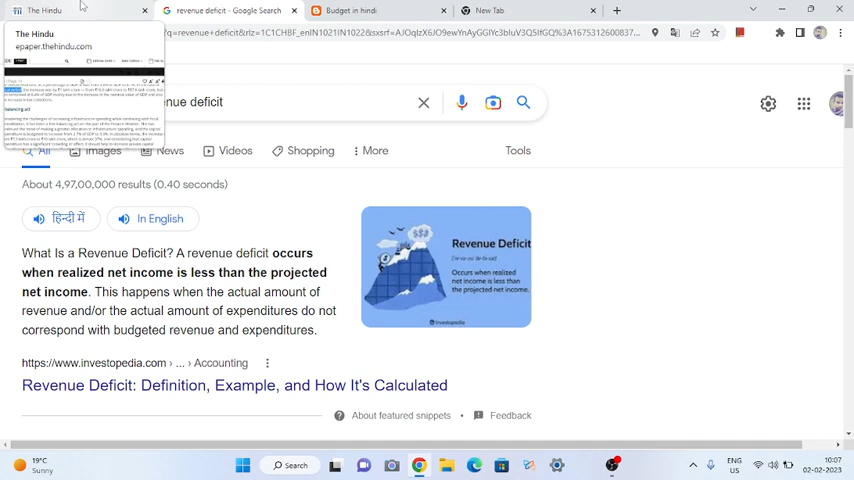 The Hindu
revenue deficit - Google Search
Budget in hindi
New Tab
q=revenue+deficit&rlz=1C1CHBF_enIN1021IN1022&sxsrf=
The Hindu
epaper.thehindu.com
nue deficit
All
Images
News
Videos
Shopping
More
Tools
About 4,97,00,000 results (0.40 seconds)
हिन्दी में
In English
What Is a Revenue Deficit? A revenue deficit occurs
when realized net income is less than the projected
net income. This happens when the actual amount of
revenue and/or the actual amount of expenditures do not
correspond with budgeted revenue and expenditures.
Revenue Deficit
Occurs when realized
net income is less than
the projected net income.
Investopedia
https://www.investopedia.com › ... › Accounting
Revenue Deficit: Definition, Example, and How It's Calculated
About featured snippets
Feedback
19°C
Sunny
Search
ENG
US
10:07
02-02-2023